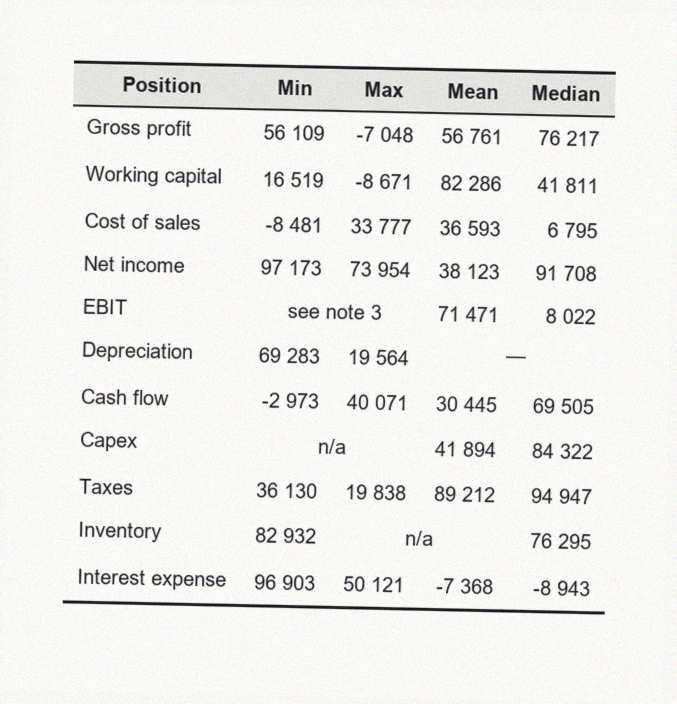 Position Min Max Mean Median
Gross profit 56 109 -7 048 56 761 76 217
Working capital 16 519 -8 671 82 286 41 811
Cost of sales -8 481 33 777 36 593 6 795
Net income 97 173 73 954 38 123 91 708
EBIT see note 3 71 471 8 022
Depreciation 69 283 19 564 —
Cash flow -2 973 40 071 30 445 69 505
Capex n/a 41 894 84 322
Taxes 36 130 19 838 89 212 94 947
Inventory 82 932 n/a 76 295
Interest expense 96 903 50 121 -7 368 -8 943